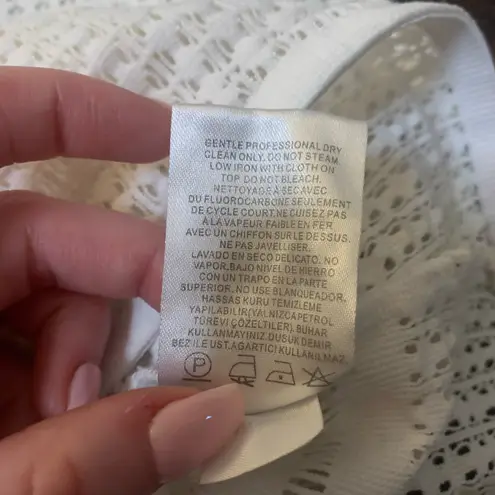 GENTLE PROFESSIONAL DRY
CLEAN ONLY. DO NOT STEAM.
LOW IRON WITH CLOTH ON
TOP. DO NOT BLEACH.
NETTOYAGE A SEC AVEC
DU FLUOROCARBONE SEULEMENT
DE CYCLE COURT,NE CUISEZ PAS
A LA VAPEUR FAIBLE EN FER
AVEC UN CHIFFON SUR LE DESSUS.
NE PAS JAVELLISER.
LAVADO EN SECO DELICATO. NO
VAPOR.BAJO NIVEL DE HIERRO
CON UN TRAPO EN LA PARTE
SUPERIOR. NO USE BLANQUEADOR.
HASSAS KURU TEMIZLEME
YAPILABILIR(YALNIZCAPETROL
TÜREVI ÇÖZELTILER). BUHAR
KULLANMAYINIZ. DUSUK DEMIR
BEZ ILE UST.AGARTICI KULLANILMAZ
P